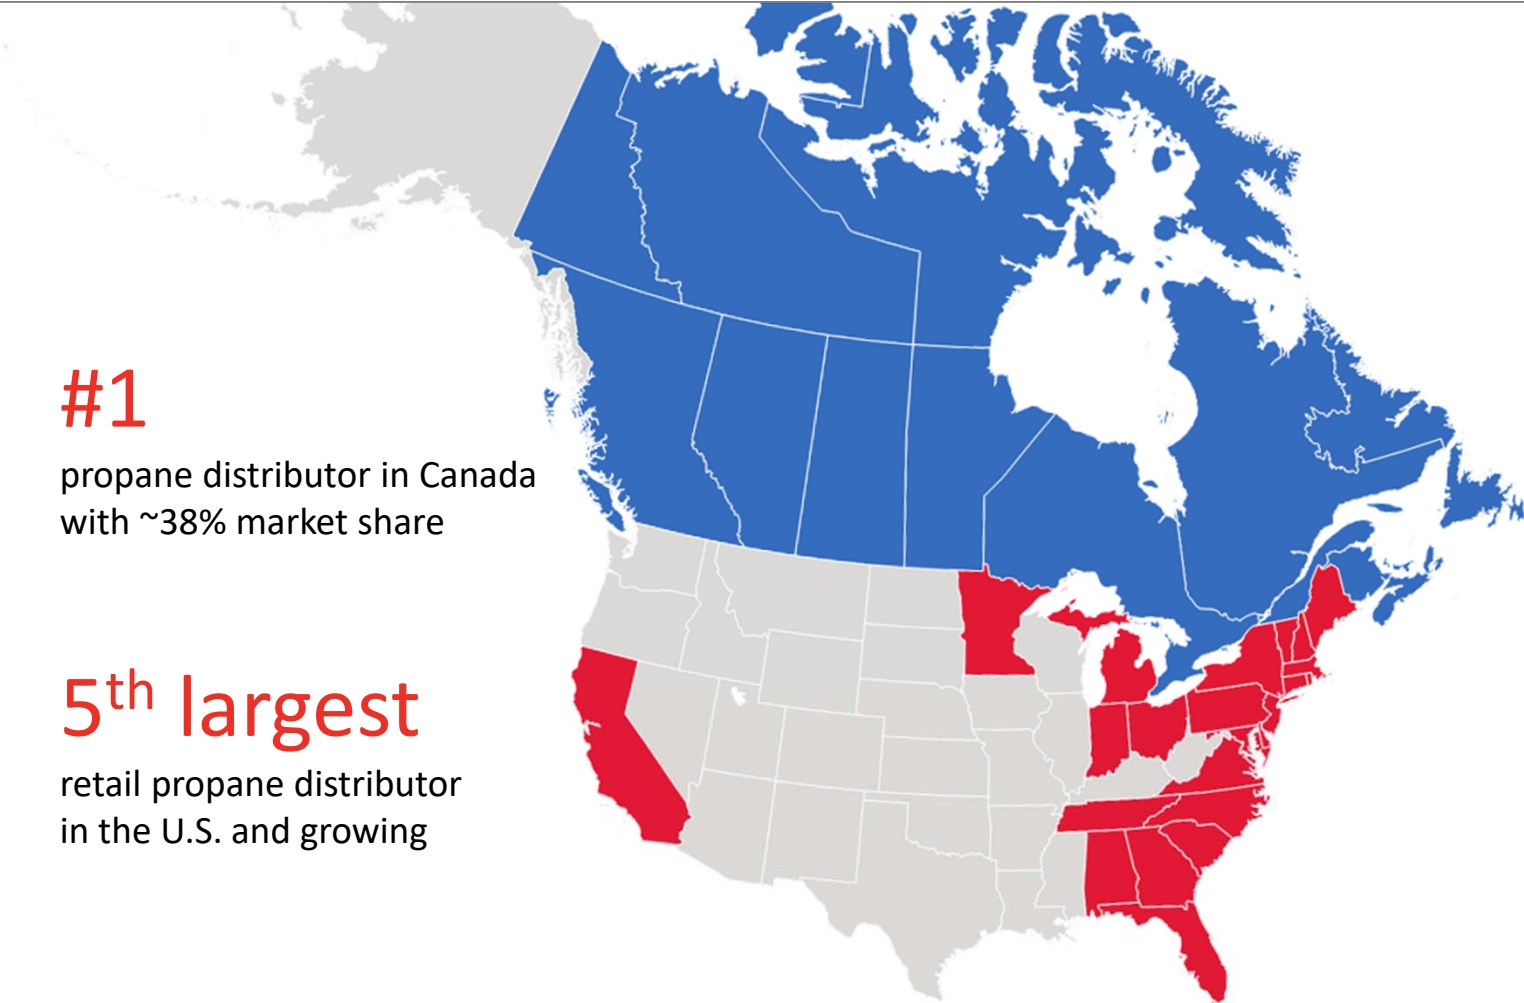 #1
propane distributor in Canada
with ~38% market share
5th largest
retail propane distributor
in the U.S. and growing